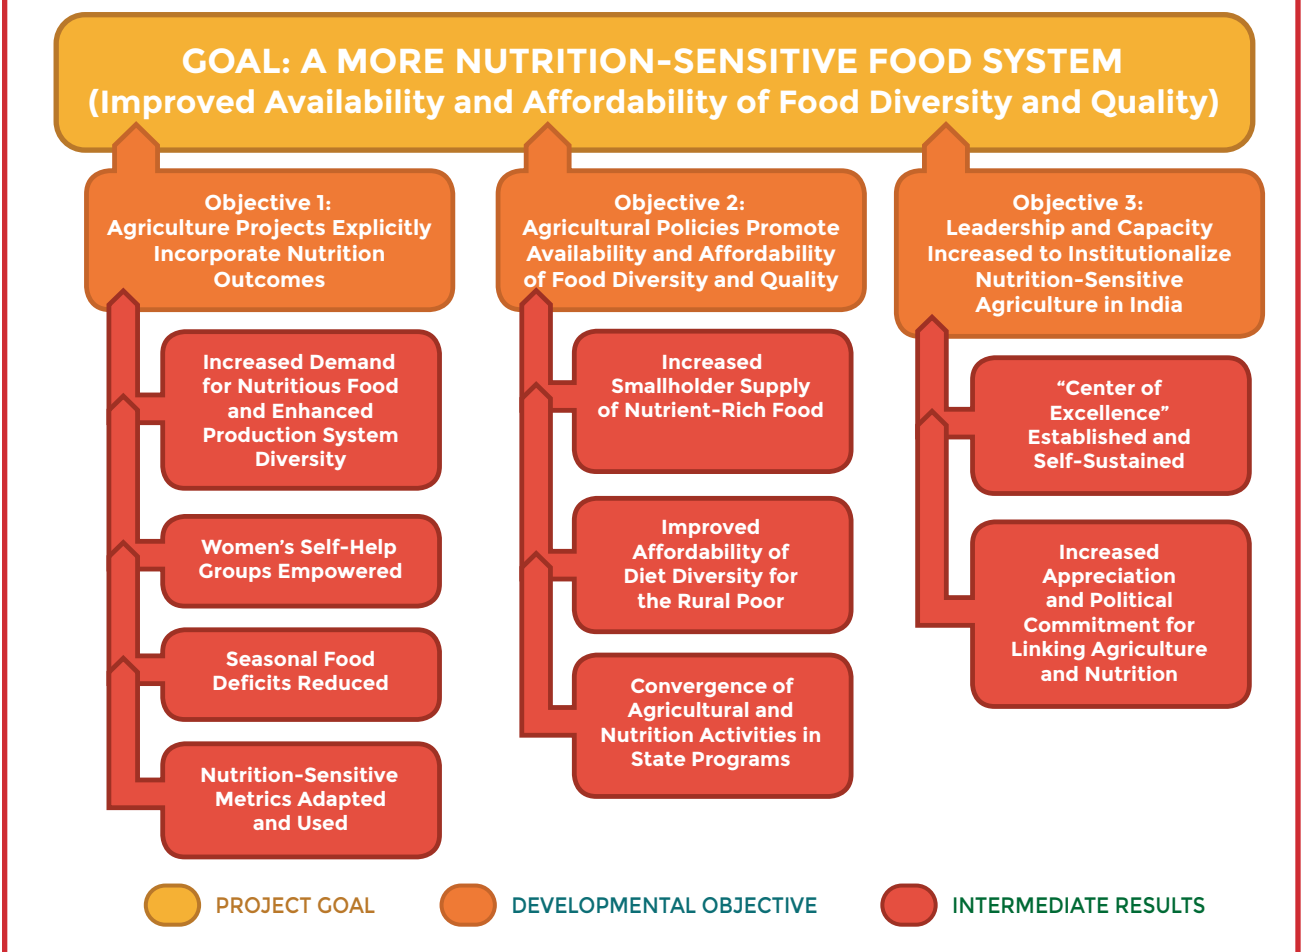 GOAL: A MORE NUTRITION-SENSITIVE FOOD SYSTEM
(Improved Availability and Affordability of Food Diversity and Quality)
Objective 1:
Agriculture Projects Explicitly
Incorporate Nutrition
Outcomes
Increased Demand
for Nutritious Food
and Enhanced
Production System
Diversity
Women's Self-Help
Groups Empowered
Seasonal Food
Deficits Reduced
Nutrition-Sensitive
Metrics Adapted
and Used
Objective 2:
Agricultural Policies Promote
Availability and Affordability
of Food Diversity and Quality
Increased
Smallholder Supply
of Nutrient-Rich Food
Improved
Affordability of
Diet Diversity for
the Rural Poor
Convergence of
Agricultural and
Nutrition Activities in
State Programs
Objective 3:
Leadership and Capacity
Increased to Institutionalize
Nutrition-Sensitive
Agriculture in India
“Center of
Excellence”
Established and
Self-Sustained
Increased
Appreciation
and Political
Commitment for
Linking Agriculture
and Nutrition
PROJECT GOAL
DEVELOPMENTAL OBJECTIVE
INTERMEDIATE RESULTS